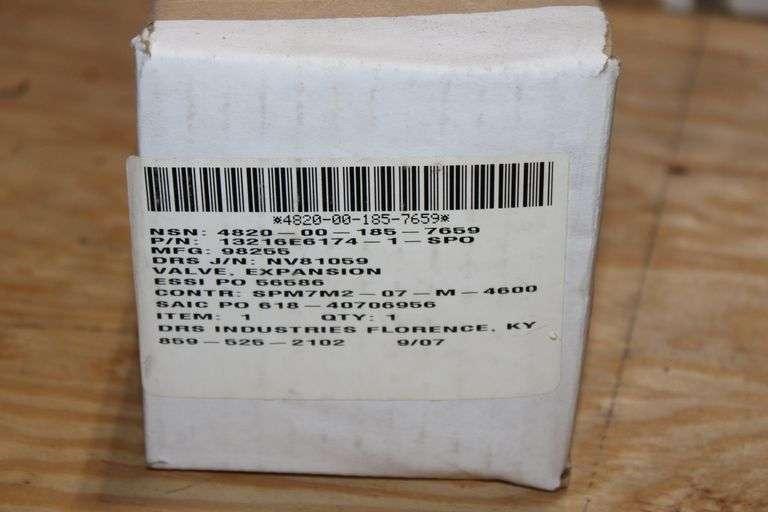 *4820-00-185-7659*
NSN: 4820-00-185-7659
P/N: 13216E6174-1-SPO
MFG: 98255
DRS J/N: NV81059
VALVE, EXPANSION
ESSI PO 56586
CONTR: SPM7M2-07-M-4600
SAIC PO 618-40706956
ITEM: 1 QTY: 1
DRS INDUSTRIES FLORENCE, KY
859-525-2102 9/07